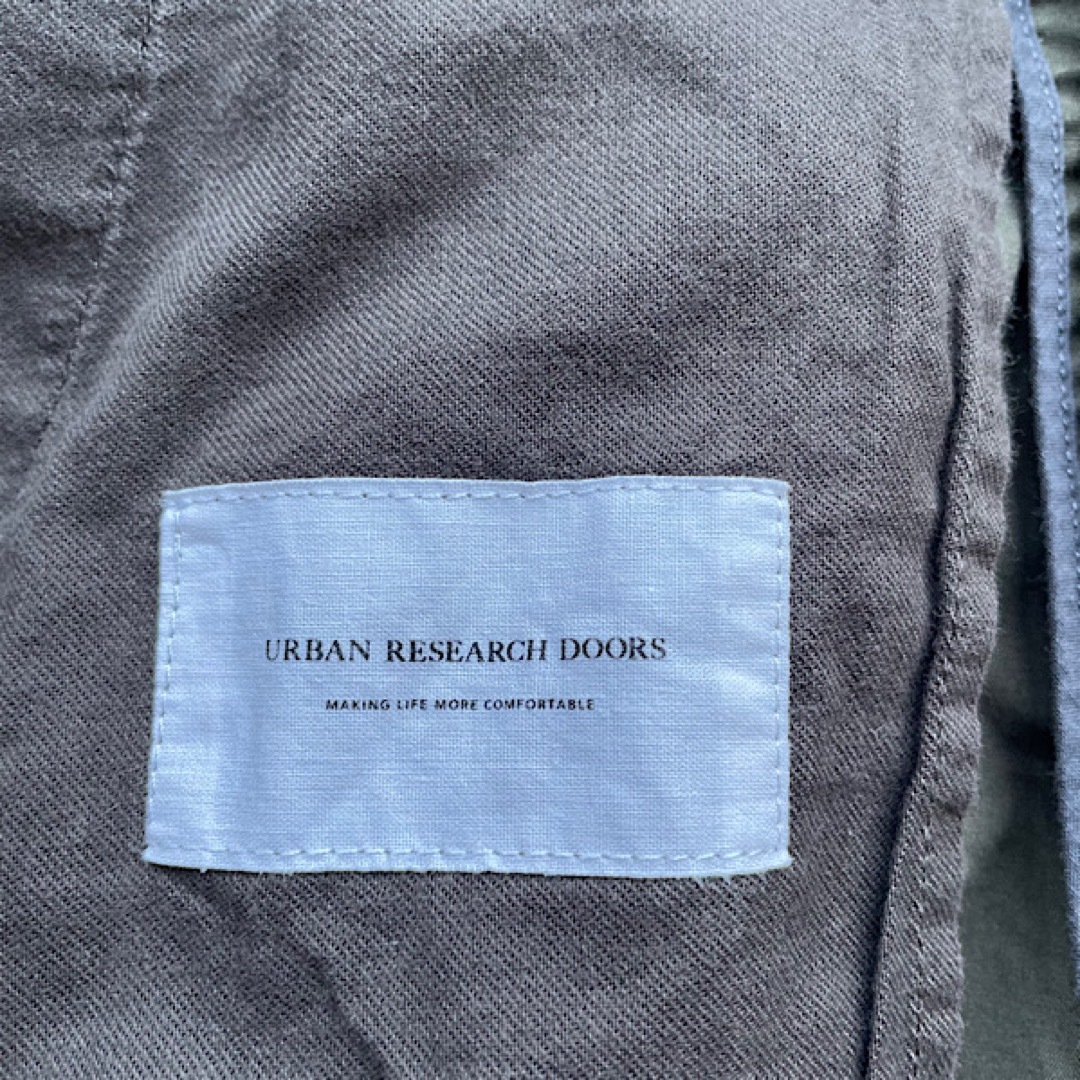 URBAN RESEARCH DOORS
MAKING LIFE MORE COMFORTABLE